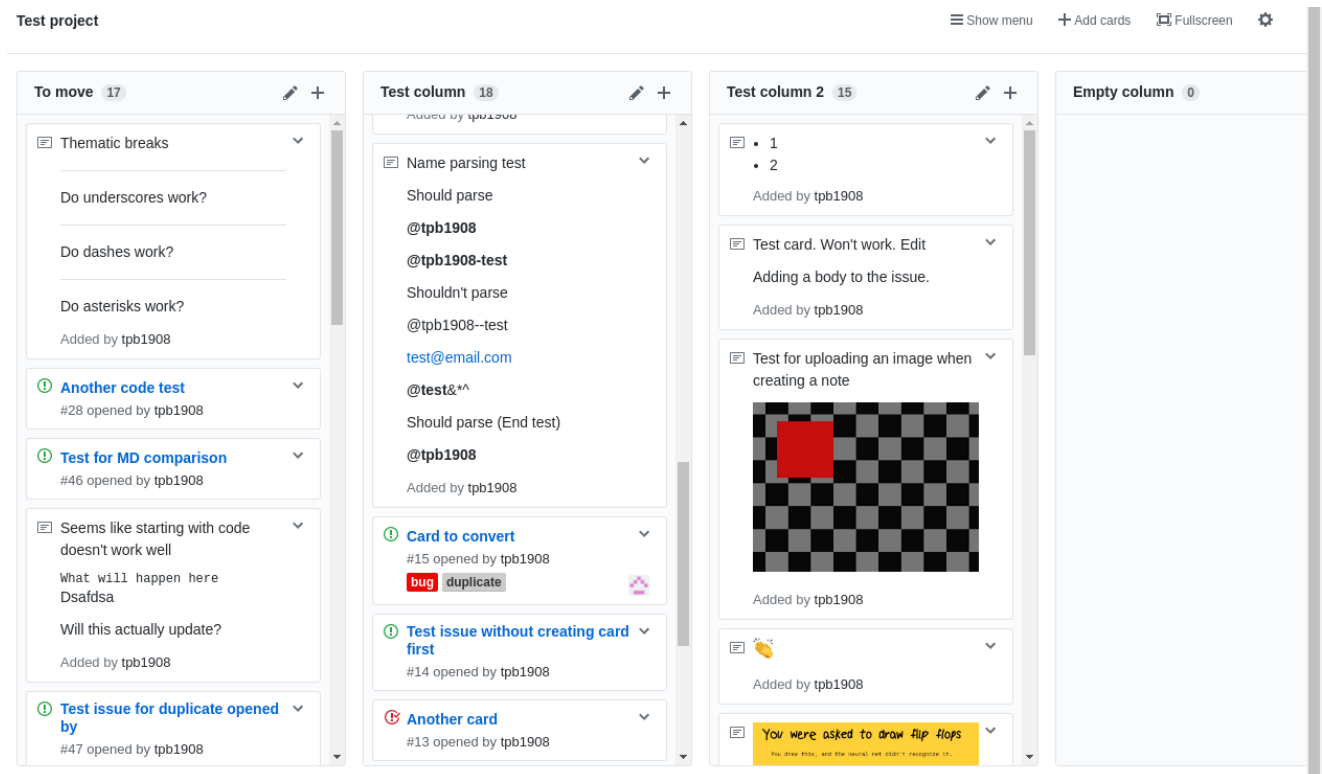 Test project
Show menu
Add cards
Fullscreen
To move 17
Thematic breaks
Do underscores work?
Do dashes work?
Do asterisks work?
Added by tpb1908
Another code test
#28 opened by tpb1908
Test for MD comparison
#46 opened by tpb1908
Seems like starting with code
doesn't work well
What will happen here
Dsafdsa
Will this actually update?
Added by tpb1908
Test issue for duplicate opened
by
#47 opened by tpb1908
Test column 18
Added by tpb1908
Name parsing test
Should parse
@tpb1908
@tpb1908-test
Shouldn't parse
@tpb1908--test
test@email.com
@test&*^
Should parse (End test)
@tpb1908
Added by tpb1908
Card to convert
#15 opened by tpb1908
bug duplicate
Test issue without creating card
first
#14 opened by tpb1908
Another card
#13 opened by tpb1908
Test column 2 15
• 1
• 2
Added by tpb1908
Test card. Won't work. Edit
Adding a body to the issue.
Added by tpb1908
Test for uploading an image when
creating a note
Added by tpb1908
👏
Added by tpb1908
You were asked to draw flip flops
You drew this, and the neural net didn't recognize it.
Empty column 0